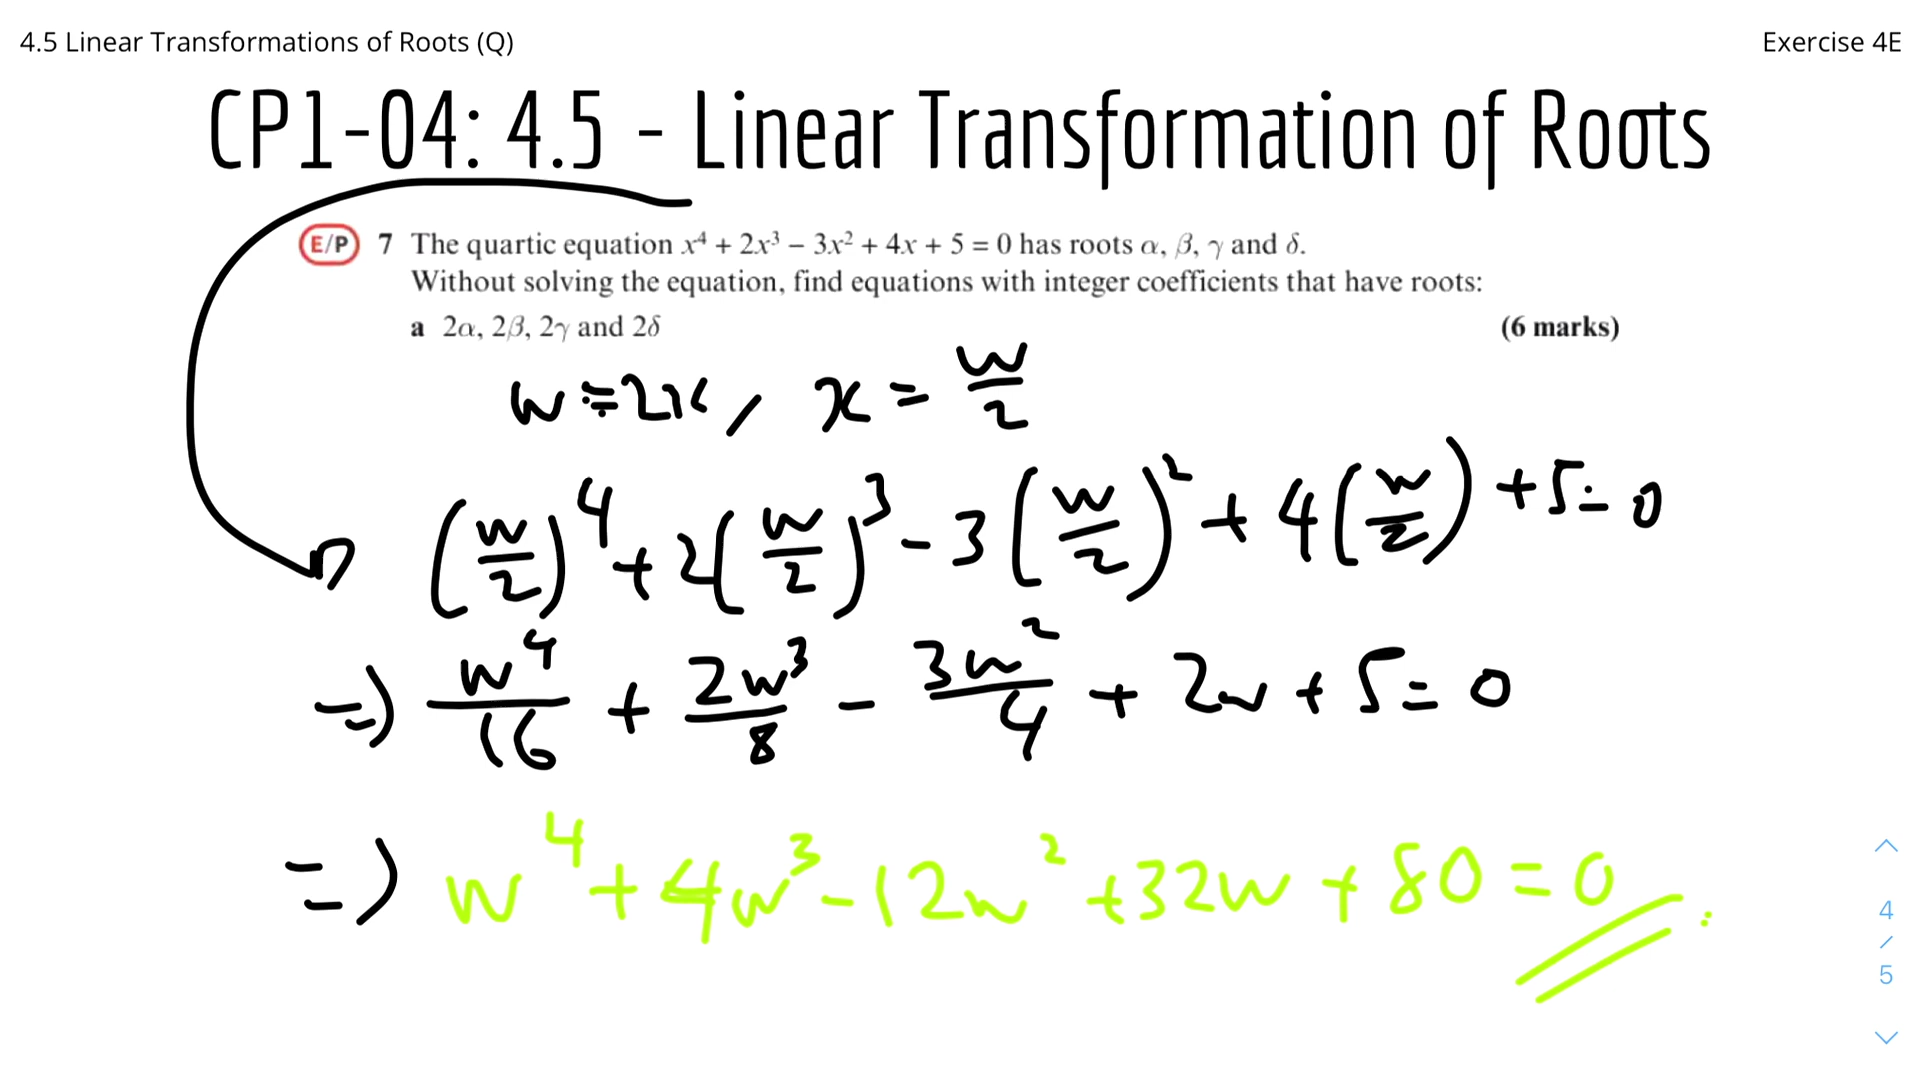 4.5 Linear Transformations of Roots (Q)
Exercise 4E
CP1-04: 4.5 - Linear Transformation of Roots
E/P 7 The quartic equation x⁴ + 2x³ – 3x² + 4x + 5 = 0 has roots α, β, γ and δ.
Without solving the equation, find equations with integer coefficients that have roots:
a 2α, 2β, 2γ and 2δ (6 marks)
w = 2x, x = w/2
(w/2)⁴ + 2(w/2)³ - 3(w/2)² + 4(w/2) + 5 = 0
=) w⁴/16 + 2w³/8 - 3w²/4 + 2w + 5 = 0
=) w⁴ + 4w³ - 12w² + 32w + 80 = 0
4
/
5